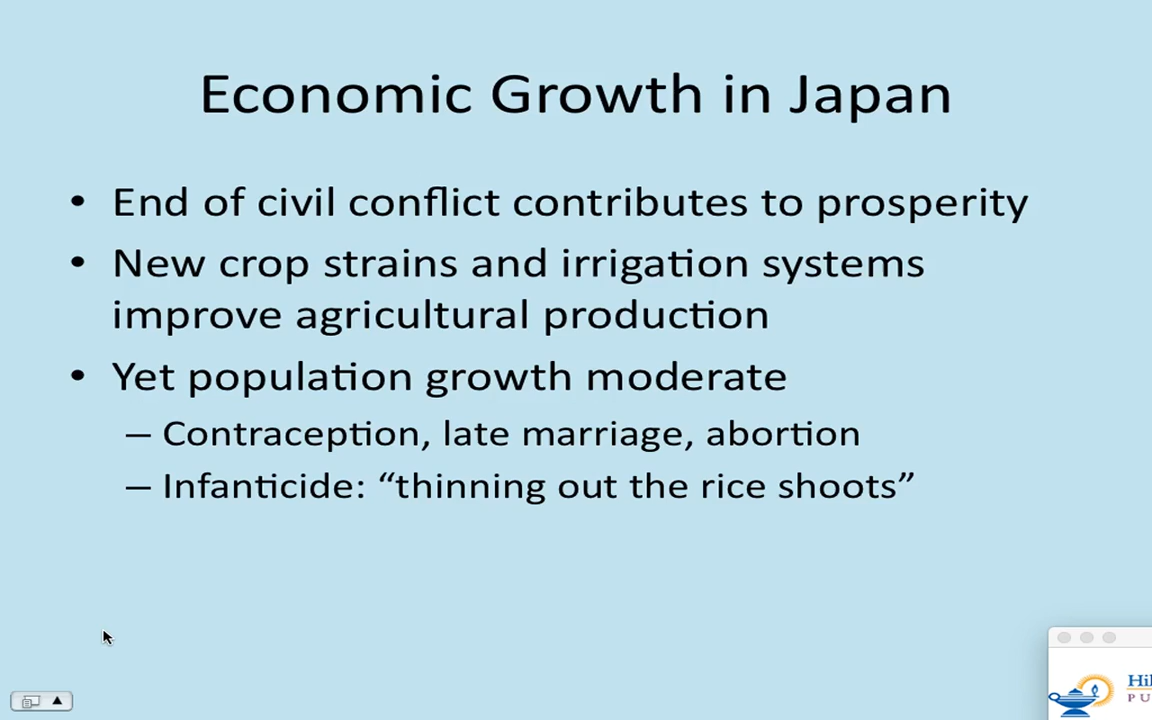 Economic Growth in Japan
• End of civil conflict contributes to prosperity
• New crop strains and irrigation systems
improve agricultural production
• Yet population growth moderate
– Contraception, late marriage, abortion
– Infanticide: “thinning out the rice shoots”